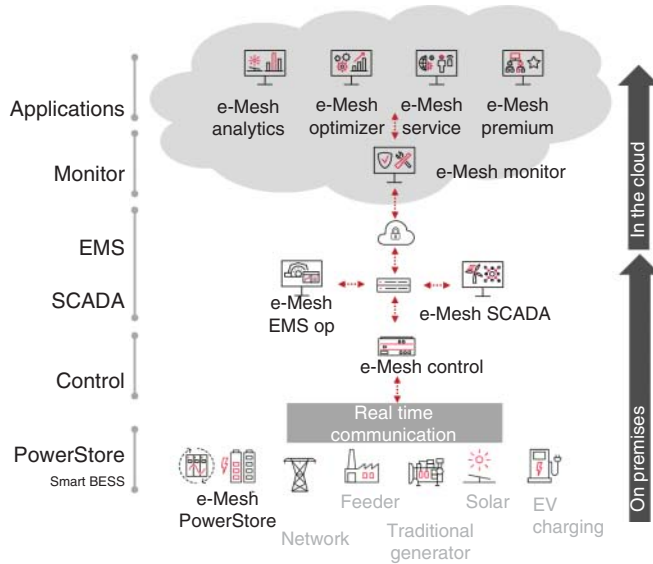 Applications
e-Mesh
analytics
e-Mesh
optimizer
e-Mesh
service
e-Mesh
premium
Monitor
e-Mesh monitor
In the cloud
EMS
SCADA
e-Mesh
EMS op
e-Mesh SCADA
Control
e-Mesh control
Real time
communication
PowerStore
Smart BESS
e-Mesh
PowerStore
Network
Feeder
Traditional
generator
Solar
EV
charging
On premises